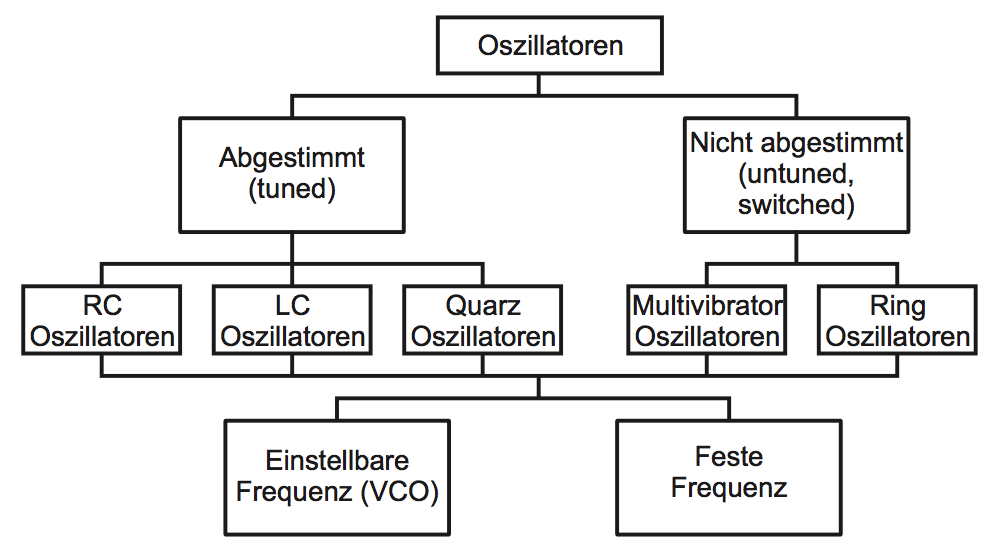 Oszillatoren
Abgestimmt
(tuned)
Nicht abgestimmt
(untuned,
switched)
RC
Oszillatoren
LC
Oszillatoren
Quarz
Oszillatoren
Multivibrator
Oszillatoren
Ring
Oszillatoren
Einstellbare
Frequenz (VCO)
Feste
Frequenz